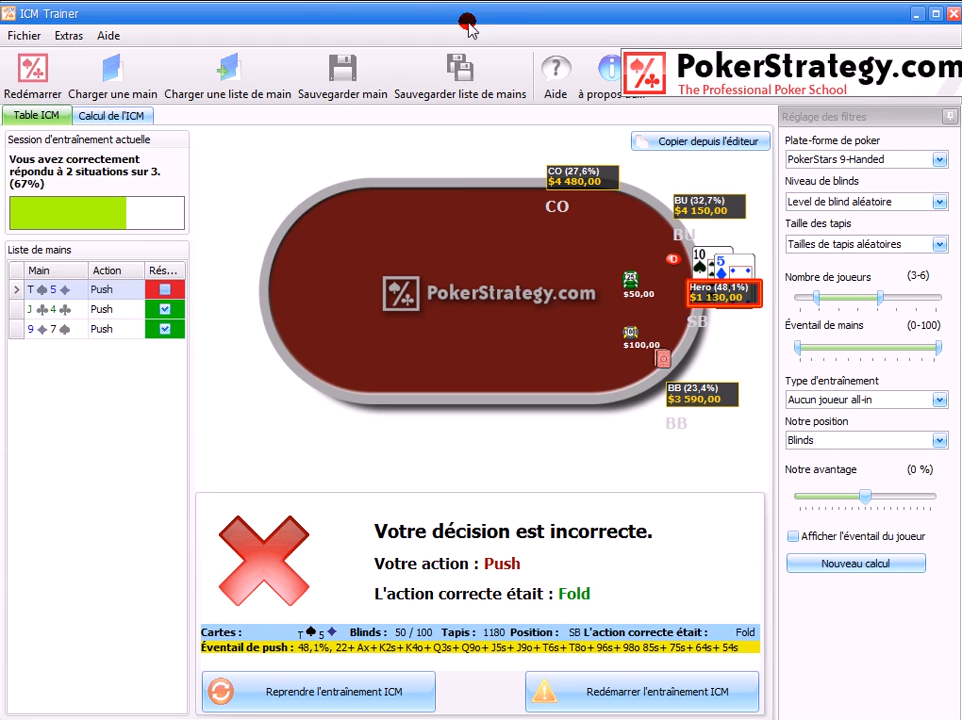 ICM Trainer
Fichier Extras Aide
Redémarrer Charger une main Charger une liste de main Sauvegarder main Sauvegarder liste de mains Aide à propos
PokerStrategy.com
The Professional Poker School
Table ICM Calcul de l'ICM
Session d'entraînement actuelle
Vous avez correctement
répondu à 2 situations sur 3.
(67%)
Liste de mains
Main Action Rés...
T♠ 5♦ Push
J♣ 4♣ Push
9♦ 7♠ Push
Copier depuis l'éditeur
CO (27,6%)
$4 480,00
CO
BU (32,7%)
$4 150,00
BU
D
10
5
Hero (48,1%)
$1 130,00
SB
25
$50,00
100
$100,00
BB (23,4%)
$3 590,00
BB
PokerStrategy.com
Votre décision est incorrecte.
Votre action : Push
L'action correcte était : Fold
Cartes : T♠ 5♦ Blinds : 50 / 100 Tapis : 1180 Position : SB L'action correcte était : Fold
Éventail de push : 48,1%, 22+ Ax+ K2s+ K4o+ Q3s+ Q9o+ J5s+ J9o+ T6s+ T8o+ 96s+ 98o 85s+ 75s+ 64s+ 54s
Reprendre l'entraînement ICM
Redémarrer l'entraînement ICM
Réglage des filtres
Plate-forme de poker
PokerStars 9-Handed
Niveau de blinds
Level de blind aléatoire
Taille des tapis
Tailles de tapis aléatoires
Nombre de joueurs (3-6)
Éventail de mains (0-100)
Type d'entraînement
Aucun joueur all-in
Notre position
Blinds
Notre avantage (0 %)
Afficher l'éventail du joueur
Nouveau calcul